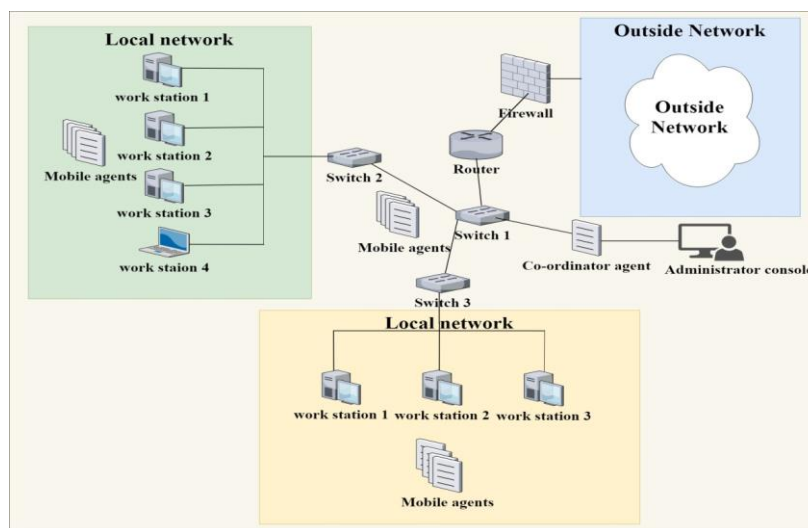 Local network
work station 1
work station 2
Mobile agents
work station 3
work staion 4
Switch 2
Mobile agents
Switch 1
Router
Firewall
Outside Network
Outside
Network
Co-ordinator agent
Administrator console
Switch 3
Local network
work station 1
work station 2
work station 3
Mobile agents